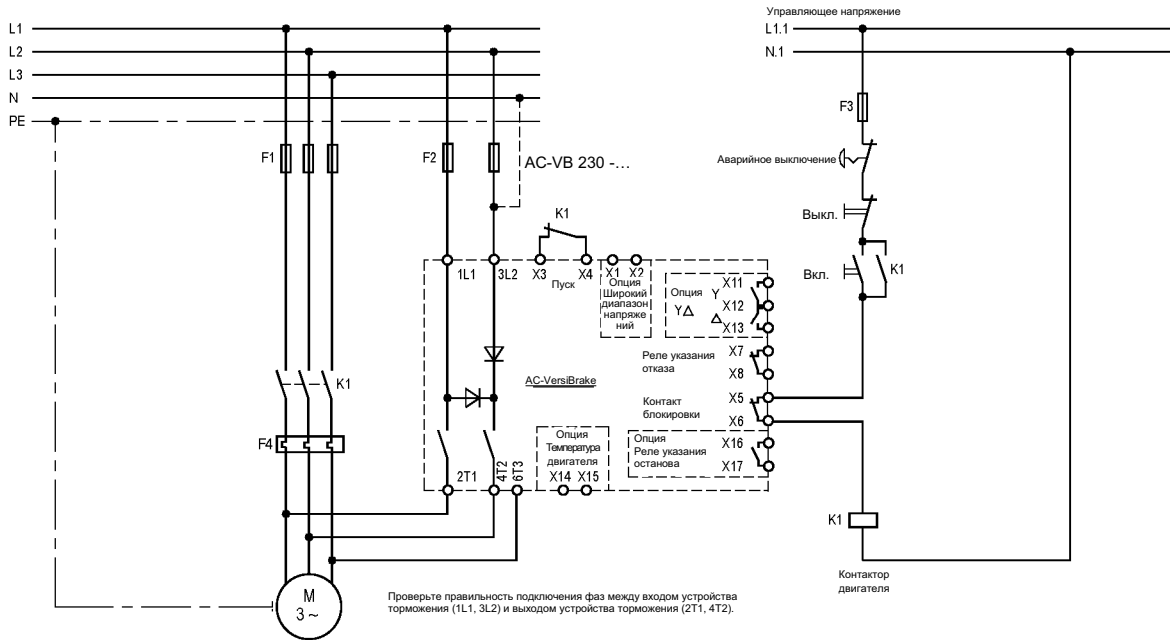 Управляющее напряжение
L1
L1.1
L2
N.1
L3
N
PE
F1
F2
AC-VB 230 -...
F3
Аварийное выключение
Выкл.
Вкл.
K1
K1
1L1
3L2
X3
X4
X1
X2
Пуск
Опция
Широкий
диапазон
напряже
ний
Опция
Y
Y△
△
X11
X12
X13
Реле указания
отказа
X7
X8
AC-VersiBrake
Контакт
блокировки
X5
X6
K1
F4
Опция
Температура
двигателя
X14
X15
Опция
Реле указания
останова
X16
X17
2T1
4T2
6T3
K1
Контактор
двигателя
M
3 ~
Проверьте правильность подключения фаз между входом устройства
торможения (1L1, 3L2) и выходом устройства торможения (2T1, 4T2).